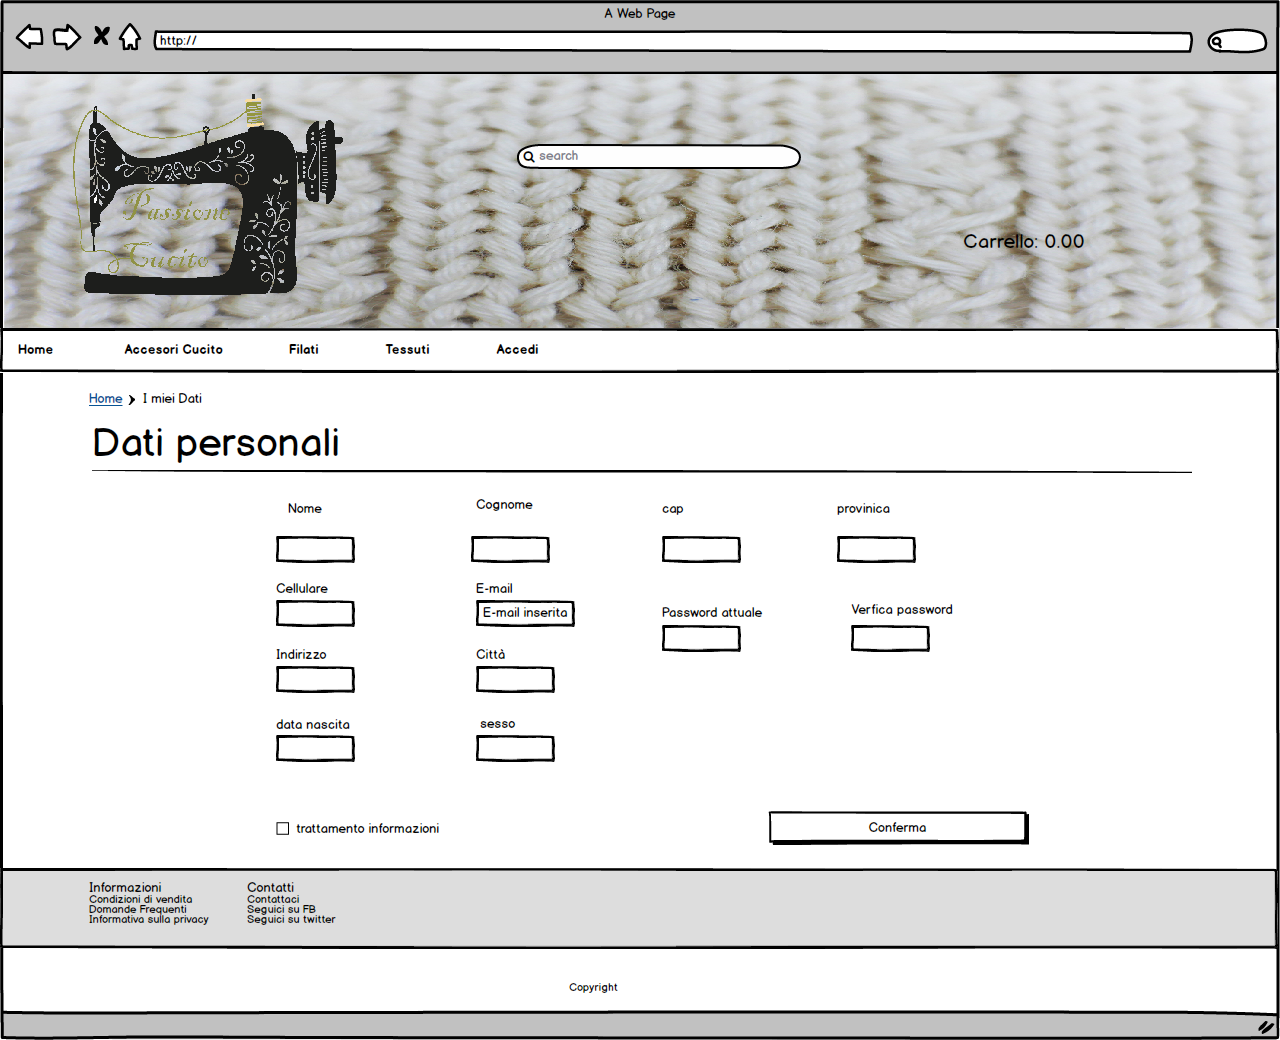 A Web Page
http://
search
Passione
Cucito
Carrello: 0.00
Home Accesori Cucito Filati Tessuti Accedi
Home I miei Dati
Dati personali
Nome Cognome cap provinica
Cellulare E-mail
E-mail inserita
Password attuale Verfica password
Indirizzo Città
data nascita sesso
trattamento informazioni Conferma
Informazioni Contatti
Condizioni di vendita Contattaci
Domande Frequenti Seguici su FB
Informativa sulla privacy Seguici su twitter
Copyright